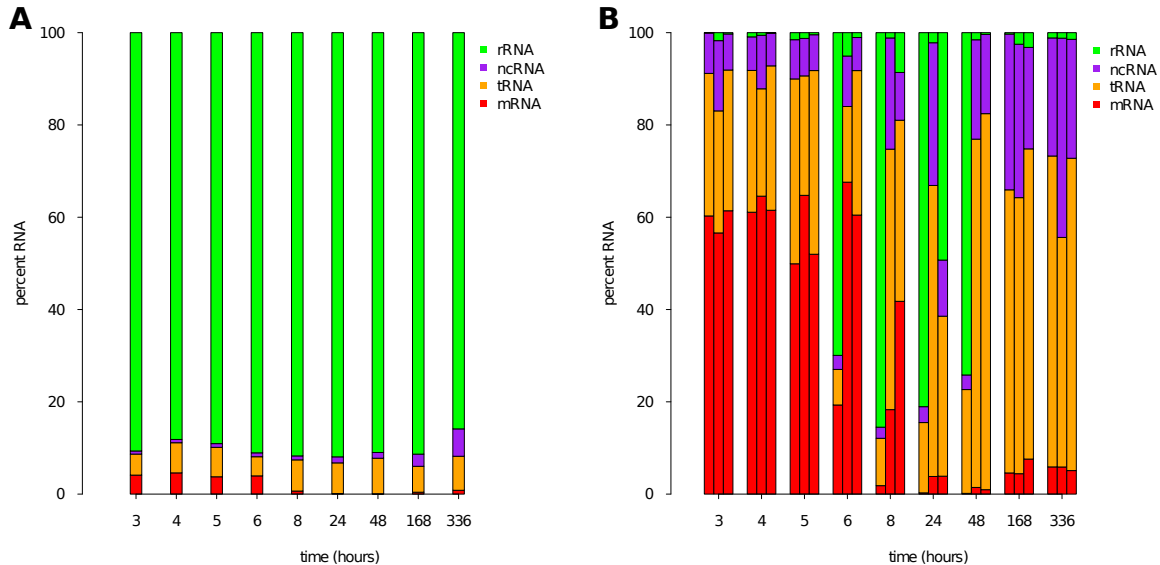 A
percent RNA
100
80
60
40
20
0
3 4 5 6 8 24 48 168 336
time (hours)
rRNA
ncRNA
tRNA
mRNA
B
percent RNA
100
80
60
40
20
0
3 4 5 6 8 24 48 168 336
time (hours)
rRNA
ncRNA
tRNA
mRNA